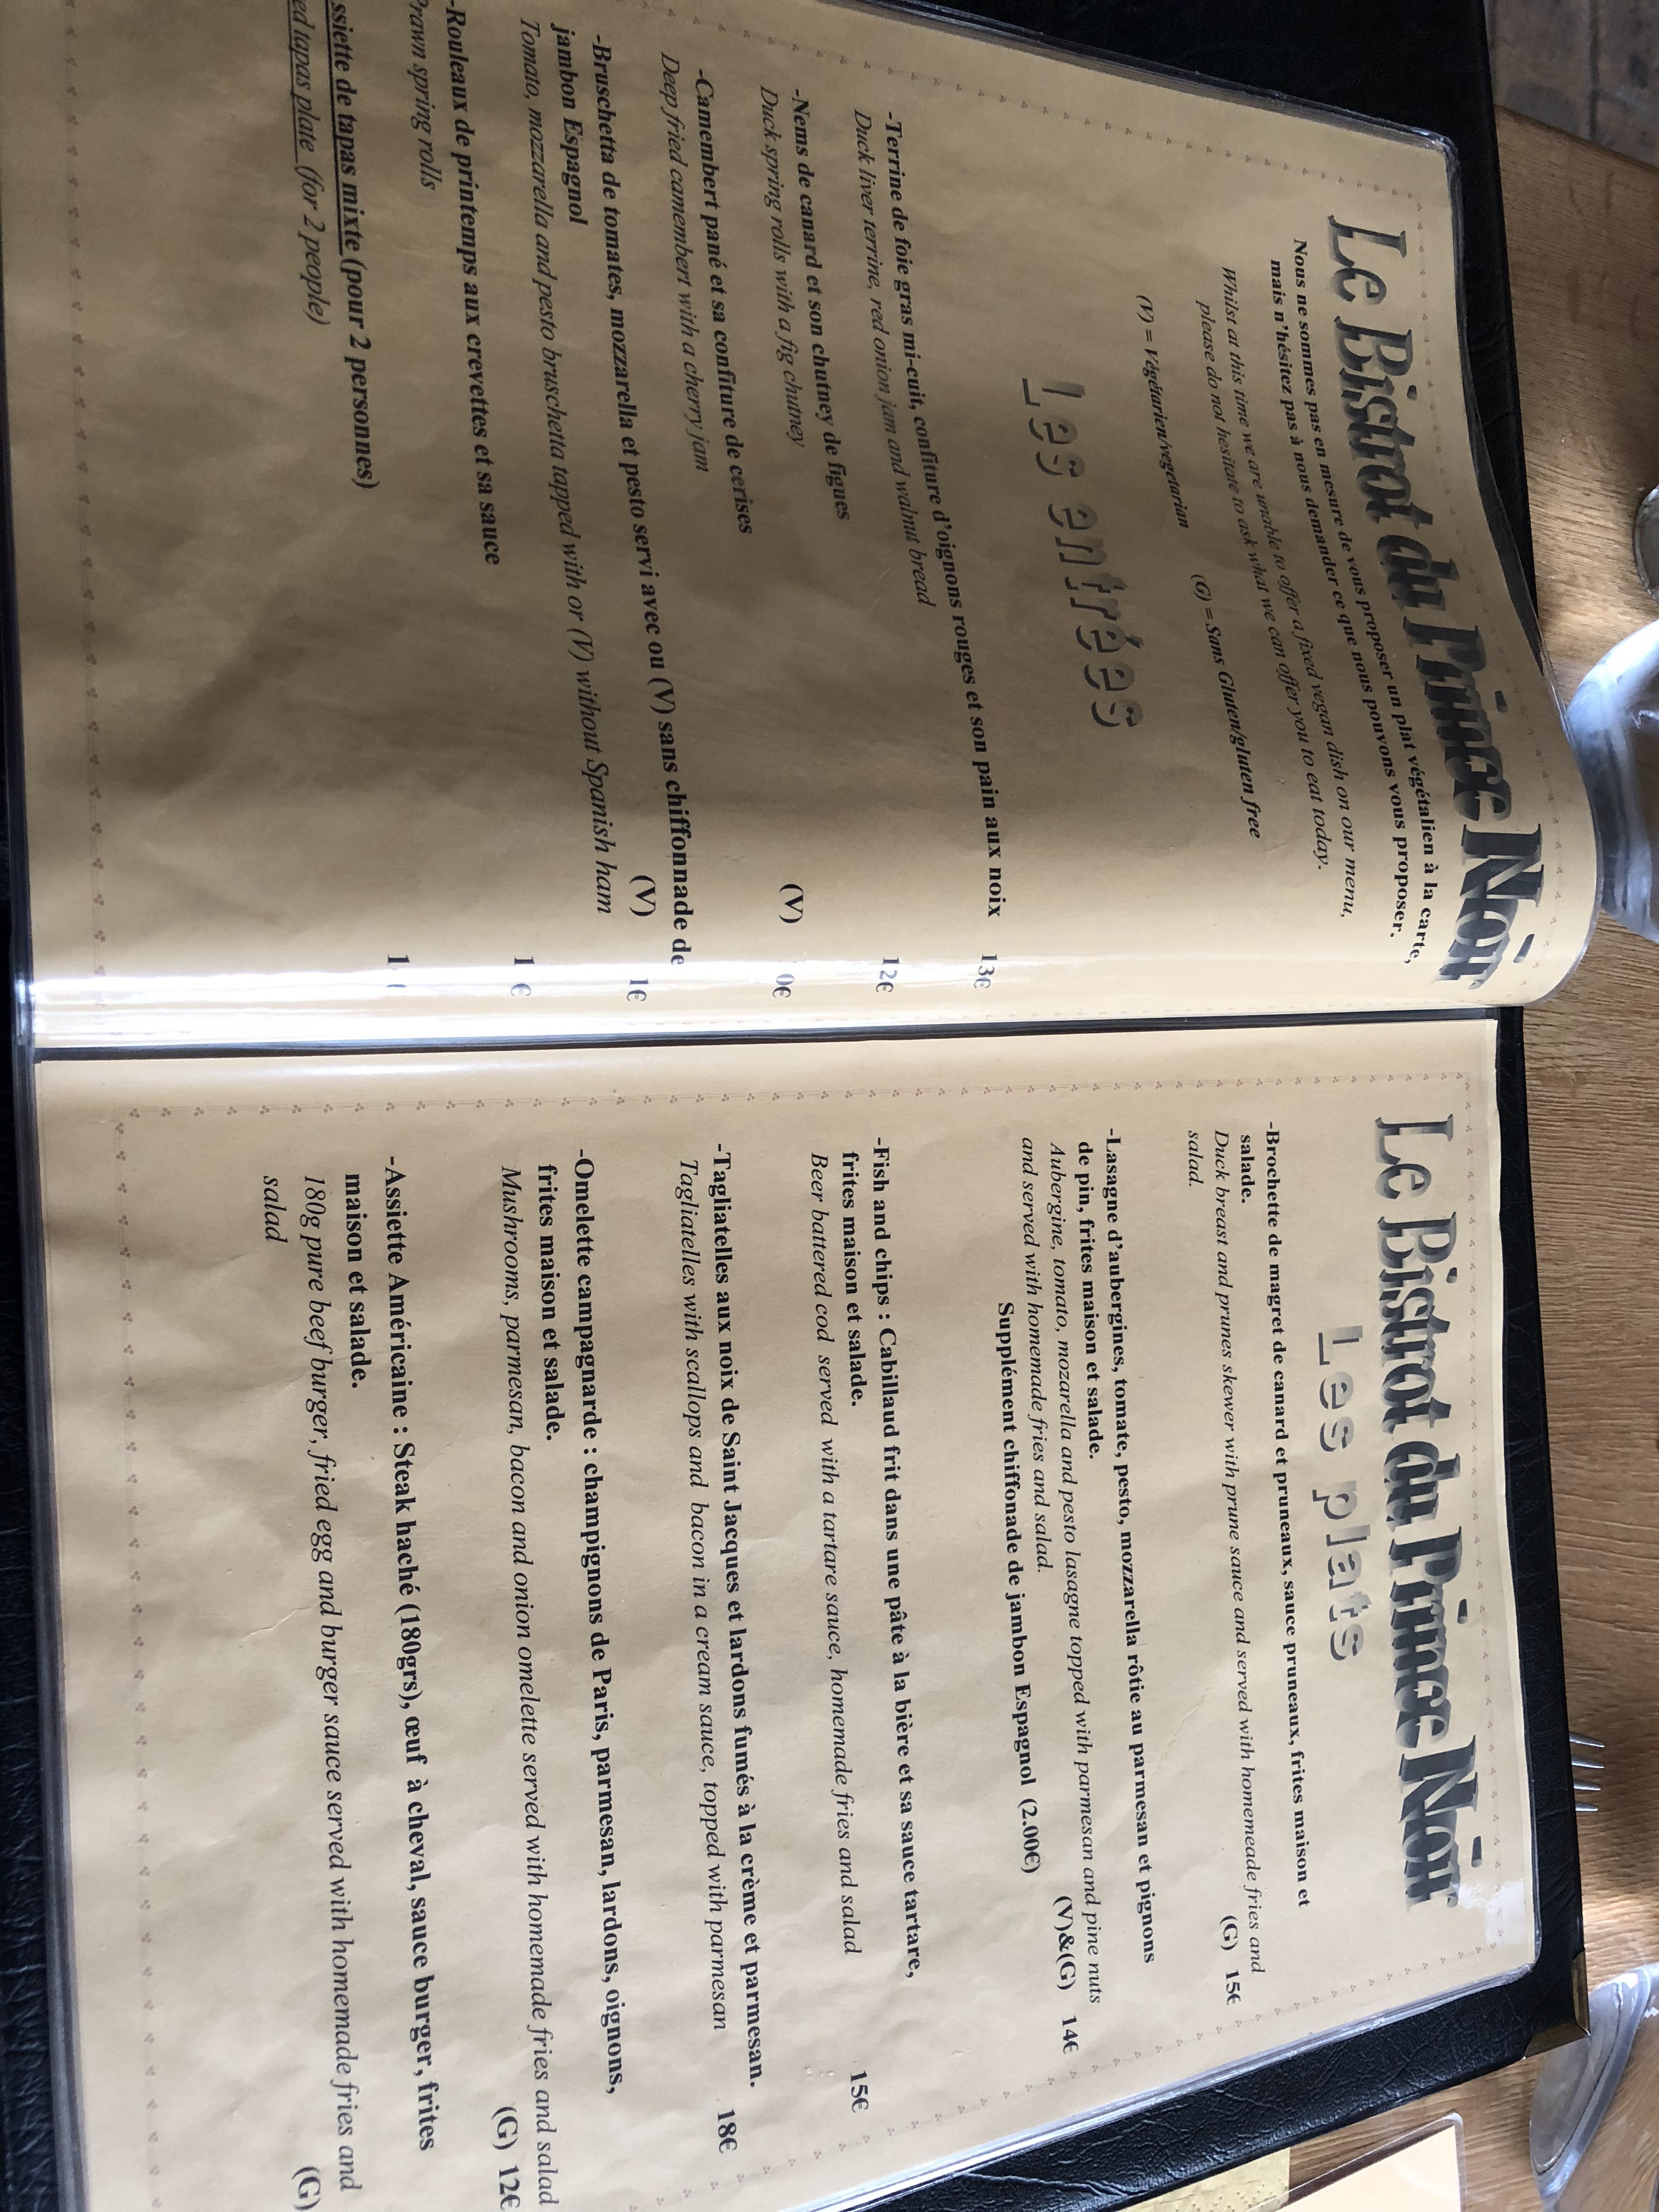 Le Bistrot du Prince Noir
Nous ne sommes pas en mesure de vous proposer un plat végétalien à la carte,
mais n'hésitez pas à nous demander ce que nous pouvons vous proposer.
Whilst at this time we are unable to offer a fixed vegan dish on our menu,
please do not hesitate to ask what we can offer you to eat today.
(V) = Végétarien/vegetarian (G) = Sans Gluten/gluten free
Les entrées
-Terrine de foie gras mi-cuit, confiture d'oignons rouges et son pain aux noix
Duck liver terrine, red onion jam and walnut bread 13€
-Nems de canard et son chutney de figues
Duck spring rolls with a fig chutney 12€
-Camembert pané et sa confiture de cerises
Deep fried camembert with a cherry jam (V) 0€
-Bruschetta de tomates, mozzarella et pesto servi avec ou (V) sans chiffonnade de
jambon Espagnol
Tomato, mozzarella and pesto bruschetta tapped with or (V) without Spanish ham (V) 1€
-Rouleaux de printemps aux crevettes et sa sauce
Prawn spring rolls 1 €
ssiette de tapas mixte (pour 2 personnes)
ed tapas plate (for 2 people) 1
Le Bistrot du Prince Noir
Les plats
-Brochette de magret de canard et pruneaux, sauce pruneaux, frites maison et
salade.
Duck breast and prunes skewer with prune sauce and served with homemeade fries and
salad. (G) 15€
-Lasagne d'aubergines, tomate, pesto, mozzarella rôtie au parmesan et pignons
de pin, frites maison et salade.
Aubergine, tomato, mozarella and pesto lasagne topped with parmesan and pine nuts
and served with homemade fries and salad. (V)&(G) 14€
Supplément chiffonade de jambon Espagnol (2.00€)
-Fish and chips : Cabillaud frit dans une pâte à la bière et sa sauce tartare,
frites maison et salade.
Beer battered cod served with a tartare sauce, homemade fries and salad 15€
-Tagliatelles aux noix de Saint Jacques et lardons fumés à la crème et parmesan.
Tagliatelles with scallops and bacon in a cream sauce, topped with parmesan 18€
-Omelette campagnarde : champignons de Paris, parmesan, lardons, oignons,
frites maison et salade.
Mushrooms, parmesan, bacon and onion omelette served with homemade fries and salad
(G) 12€
-Assiette Américaine : Steak haché (180grs), œuf à cheval, sauce burger, frites
maison et salade.
180g pure beef burger, fried egg and burger sauce served with homemade fries and
salad (G)